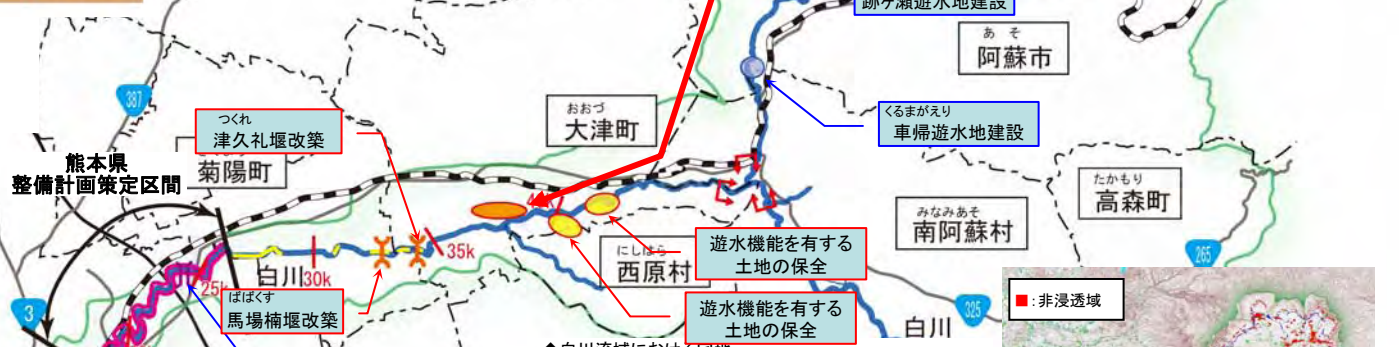 跡ヶ瀬遊水地建設
あそ
阿蘇市
387
つくれ
津久礼堰改築
おおづ
大津町
くるまがえり
車帰遊水地建設
熊本県
整備計画策定区間
菊陽町
たかもり
高森町
みなみあそ
南阿蘇村
にしはら
西原村
遊水機能を有する
土地の保全
35k
265
白川
30k
25k
ばばくす
馬場楠堰改築
3
遊水機能を有する
土地の保全
325
白川
■:非浸透域